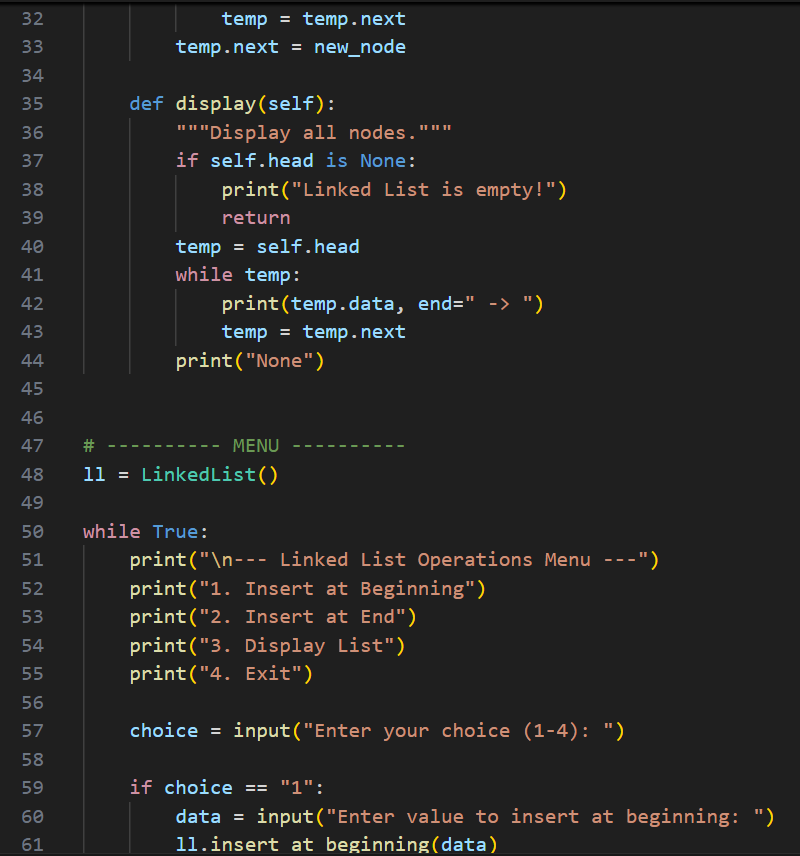 32             temp = temp.next
33         temp.next = new_node
34
35     def display(self):
36         """Display all nodes."""
37         if self.head is None:
38             print("Linked List is empty!")
39             return
40         temp = self.head
41         while temp:
42             print(temp.data, end=" -> ")
43             temp = temp.next
44         print("None")
45
46
47 # ---------- MENU ----------
48 ll = LinkedList()
49
50 while True:
51     print("\n--- Linked List Operations Menu ---")
52     print("1. Insert at Beginning")
53     print("2. Insert at End")
54     print("3. Display List")
55     print("4. Exit")
56
57     choice = input("Enter your choice (1-4): ")
58
59     if choice == "1":
60         data = input("Enter value to insert at beginning: ")
61         ll.insert_at_beginning(data)